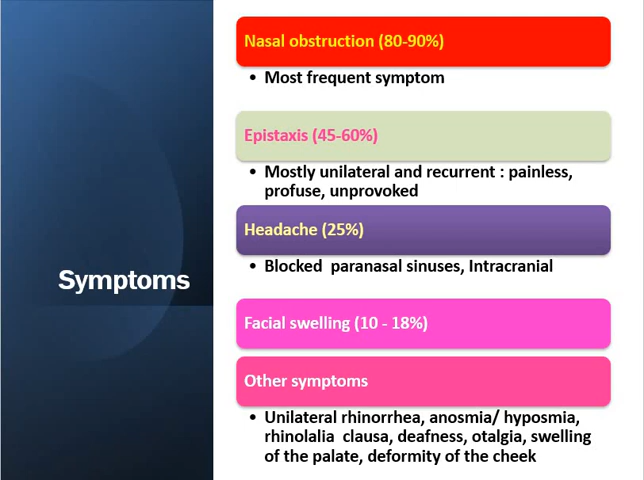 Symptoms
Nasal obstruction (80-90%)
• Most frequent symptom
Epistaxis (45-60%)
• Mostly unilateral and recurrent : painless,
profuse, unprovoked
Headache (25%)
• Blocked paranasal sinuses, Intracranial
Facial swelling (10 - 18%)
Other symptoms
• Unilateral rhinorrhea, anosmia/ hyposmia,
rhinolalia clausa, deafness, otalgia, swelling
of the palate, deformity of the cheek